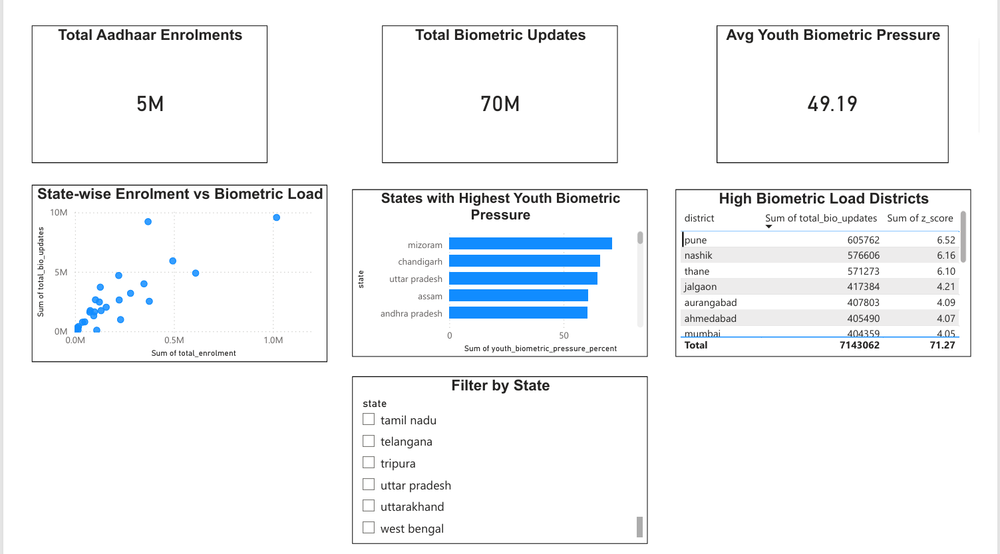 Total Aadhaar Enrolments
5M
Total Biometric Updates
70M
Avg Youth Biometric Pressure
49.19
State-wise Enrolment vs Biometric Load
Sum of total_bio_updates
10M
5M
0M
0.0M 0.5M 1.0M
Sum of total_enrolment
States with Highest Youth Biometric
Pressure
state
mizoram
chandigarh
uttar pradesh
assam
andhra pradesh
0 50
Sum of youth_biometric_pressure_percent
High Biometric Load Districts
district Sum of total_bio_updates Sum of z_score
pune 605762 6.52
nashik 576606 6.16
thane 571273 6.10
jalgaon 417384 4.21
aurangabad 407803 4.09
ahmedabad 405490 4.07
mumbai 404359 4.05
Total 7143062 71.27
Filter by State
state
tamil nadu
telangana
tripura
uttar pradesh
uttarakhand
west bengal